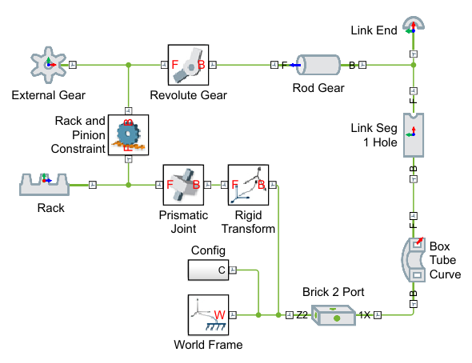 Link End
External Gear
F
B
Revolute Gear
F
B
Rod Gear
F
Rack and
Pinion
Constraint
B
F
Link Seg
1 Hole
B
Rack
F
B
Prismatic
Joint
F
B
Rigid
Transform
F
Box
Tube
Curve
B
Config
C
W
World Frame
Brick 2 Port
Z2
1X